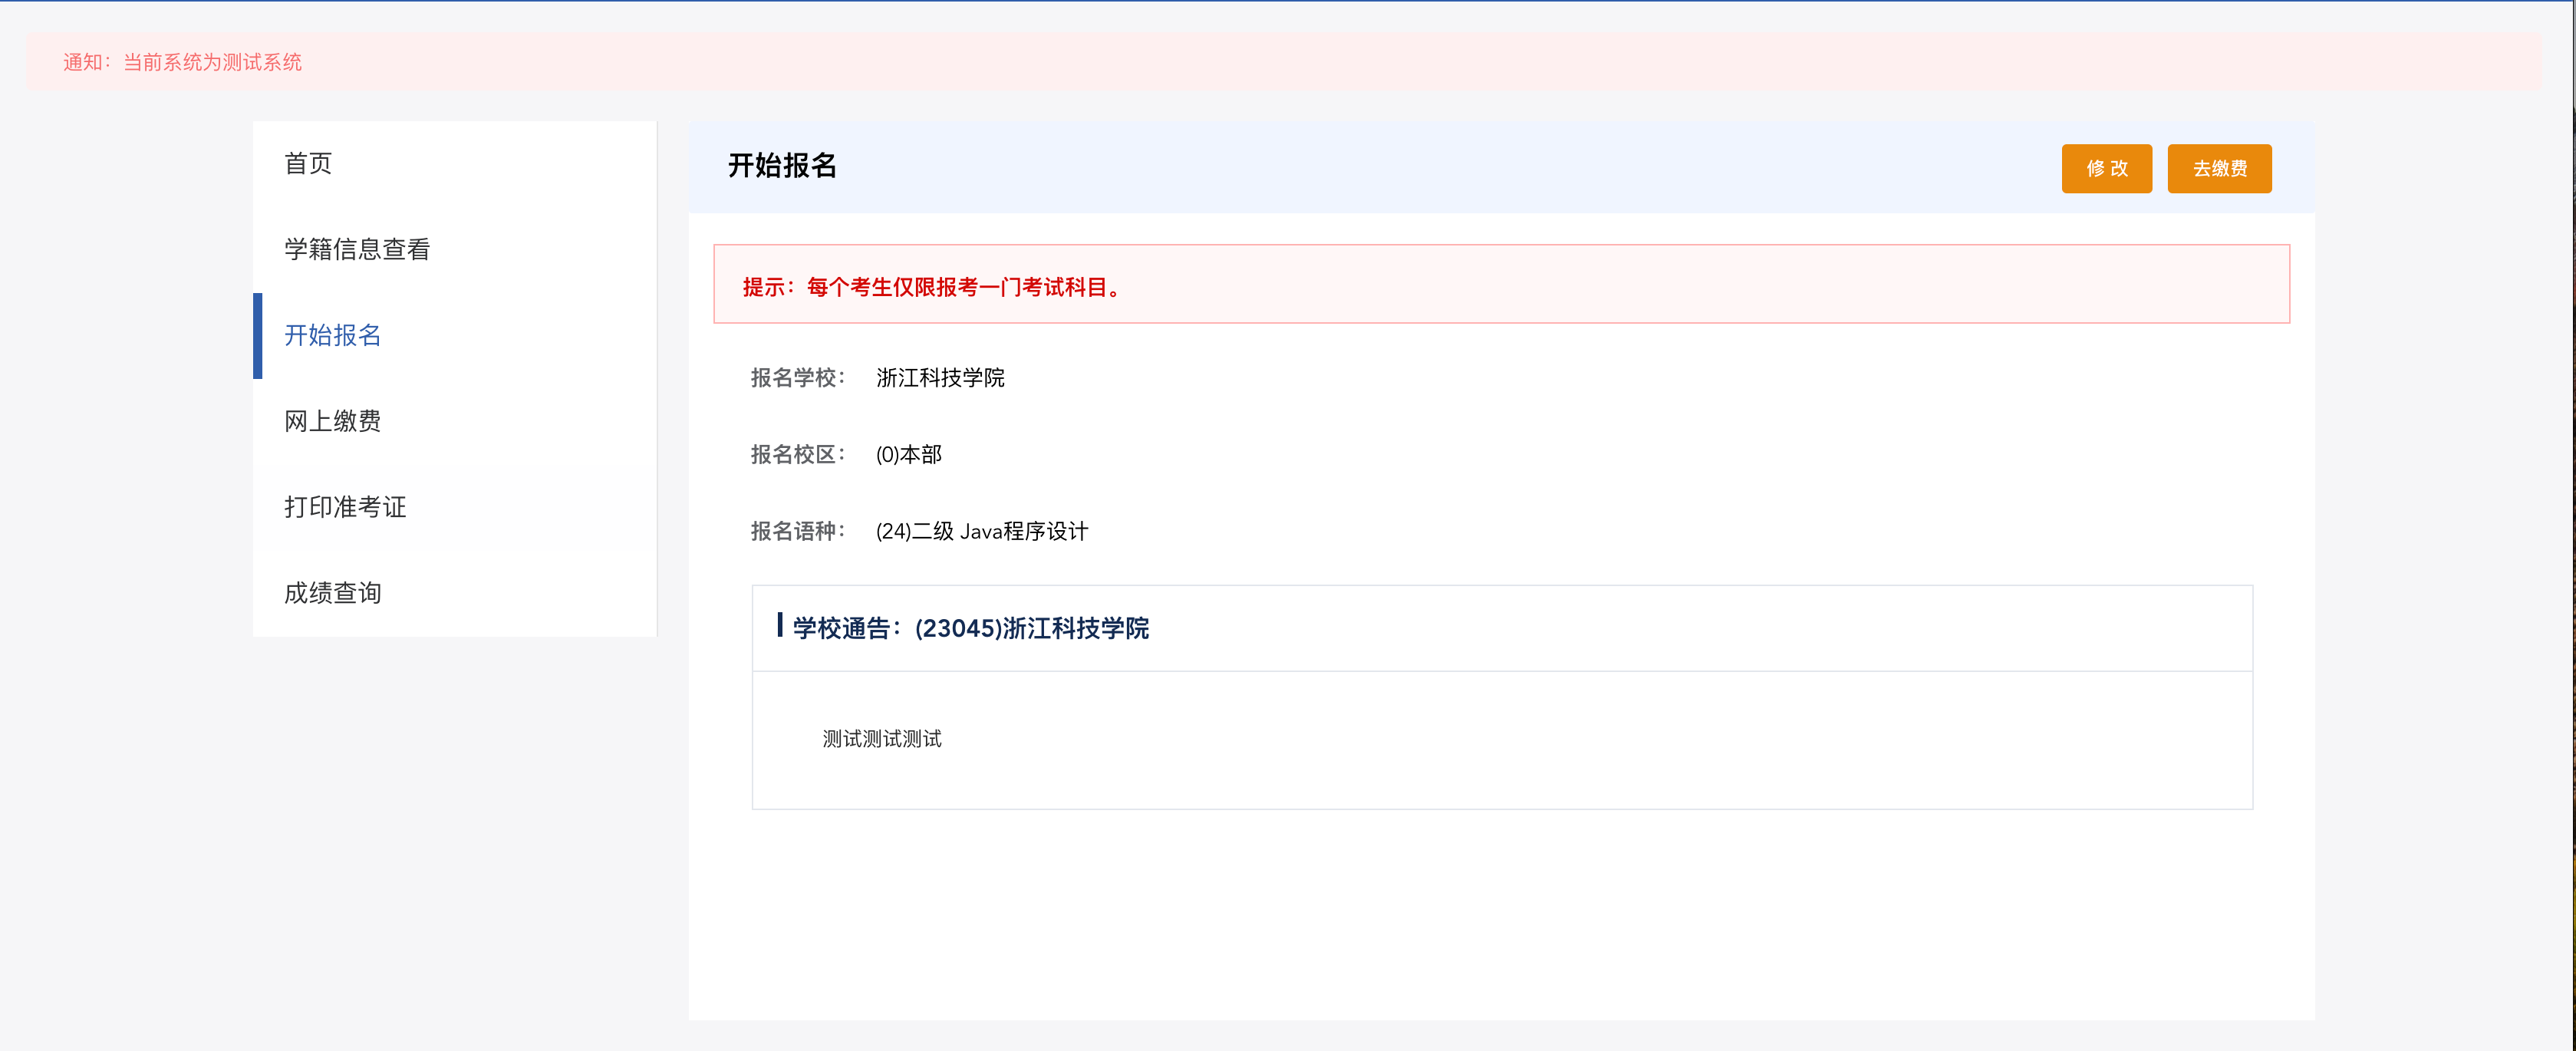 通知：当前系统为测试系统
首页
学籍信息查看
开始报名
网上缴费
打印准考证
成绩查询
开始报名
修 改
去缴费
提示：每个考生仅限报考一门考试科目。
报名学校： 浙江科技学院
报名校区： (0)本部
报名语种： (24)二级 Java程序设计
学校通告：(23045)浙江科技学院
测试测试测试